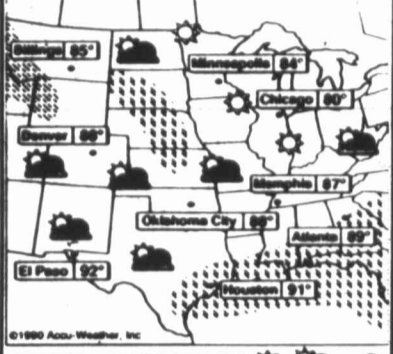 Billings 85°
Minneapolis 84°
Chicago 80°
Denver 88°
Memphis 87°
Oklahoma City 88°
Atlanta 89°
El Paso 92°
Houston 91°
©1990 Accu-Weather, Inc